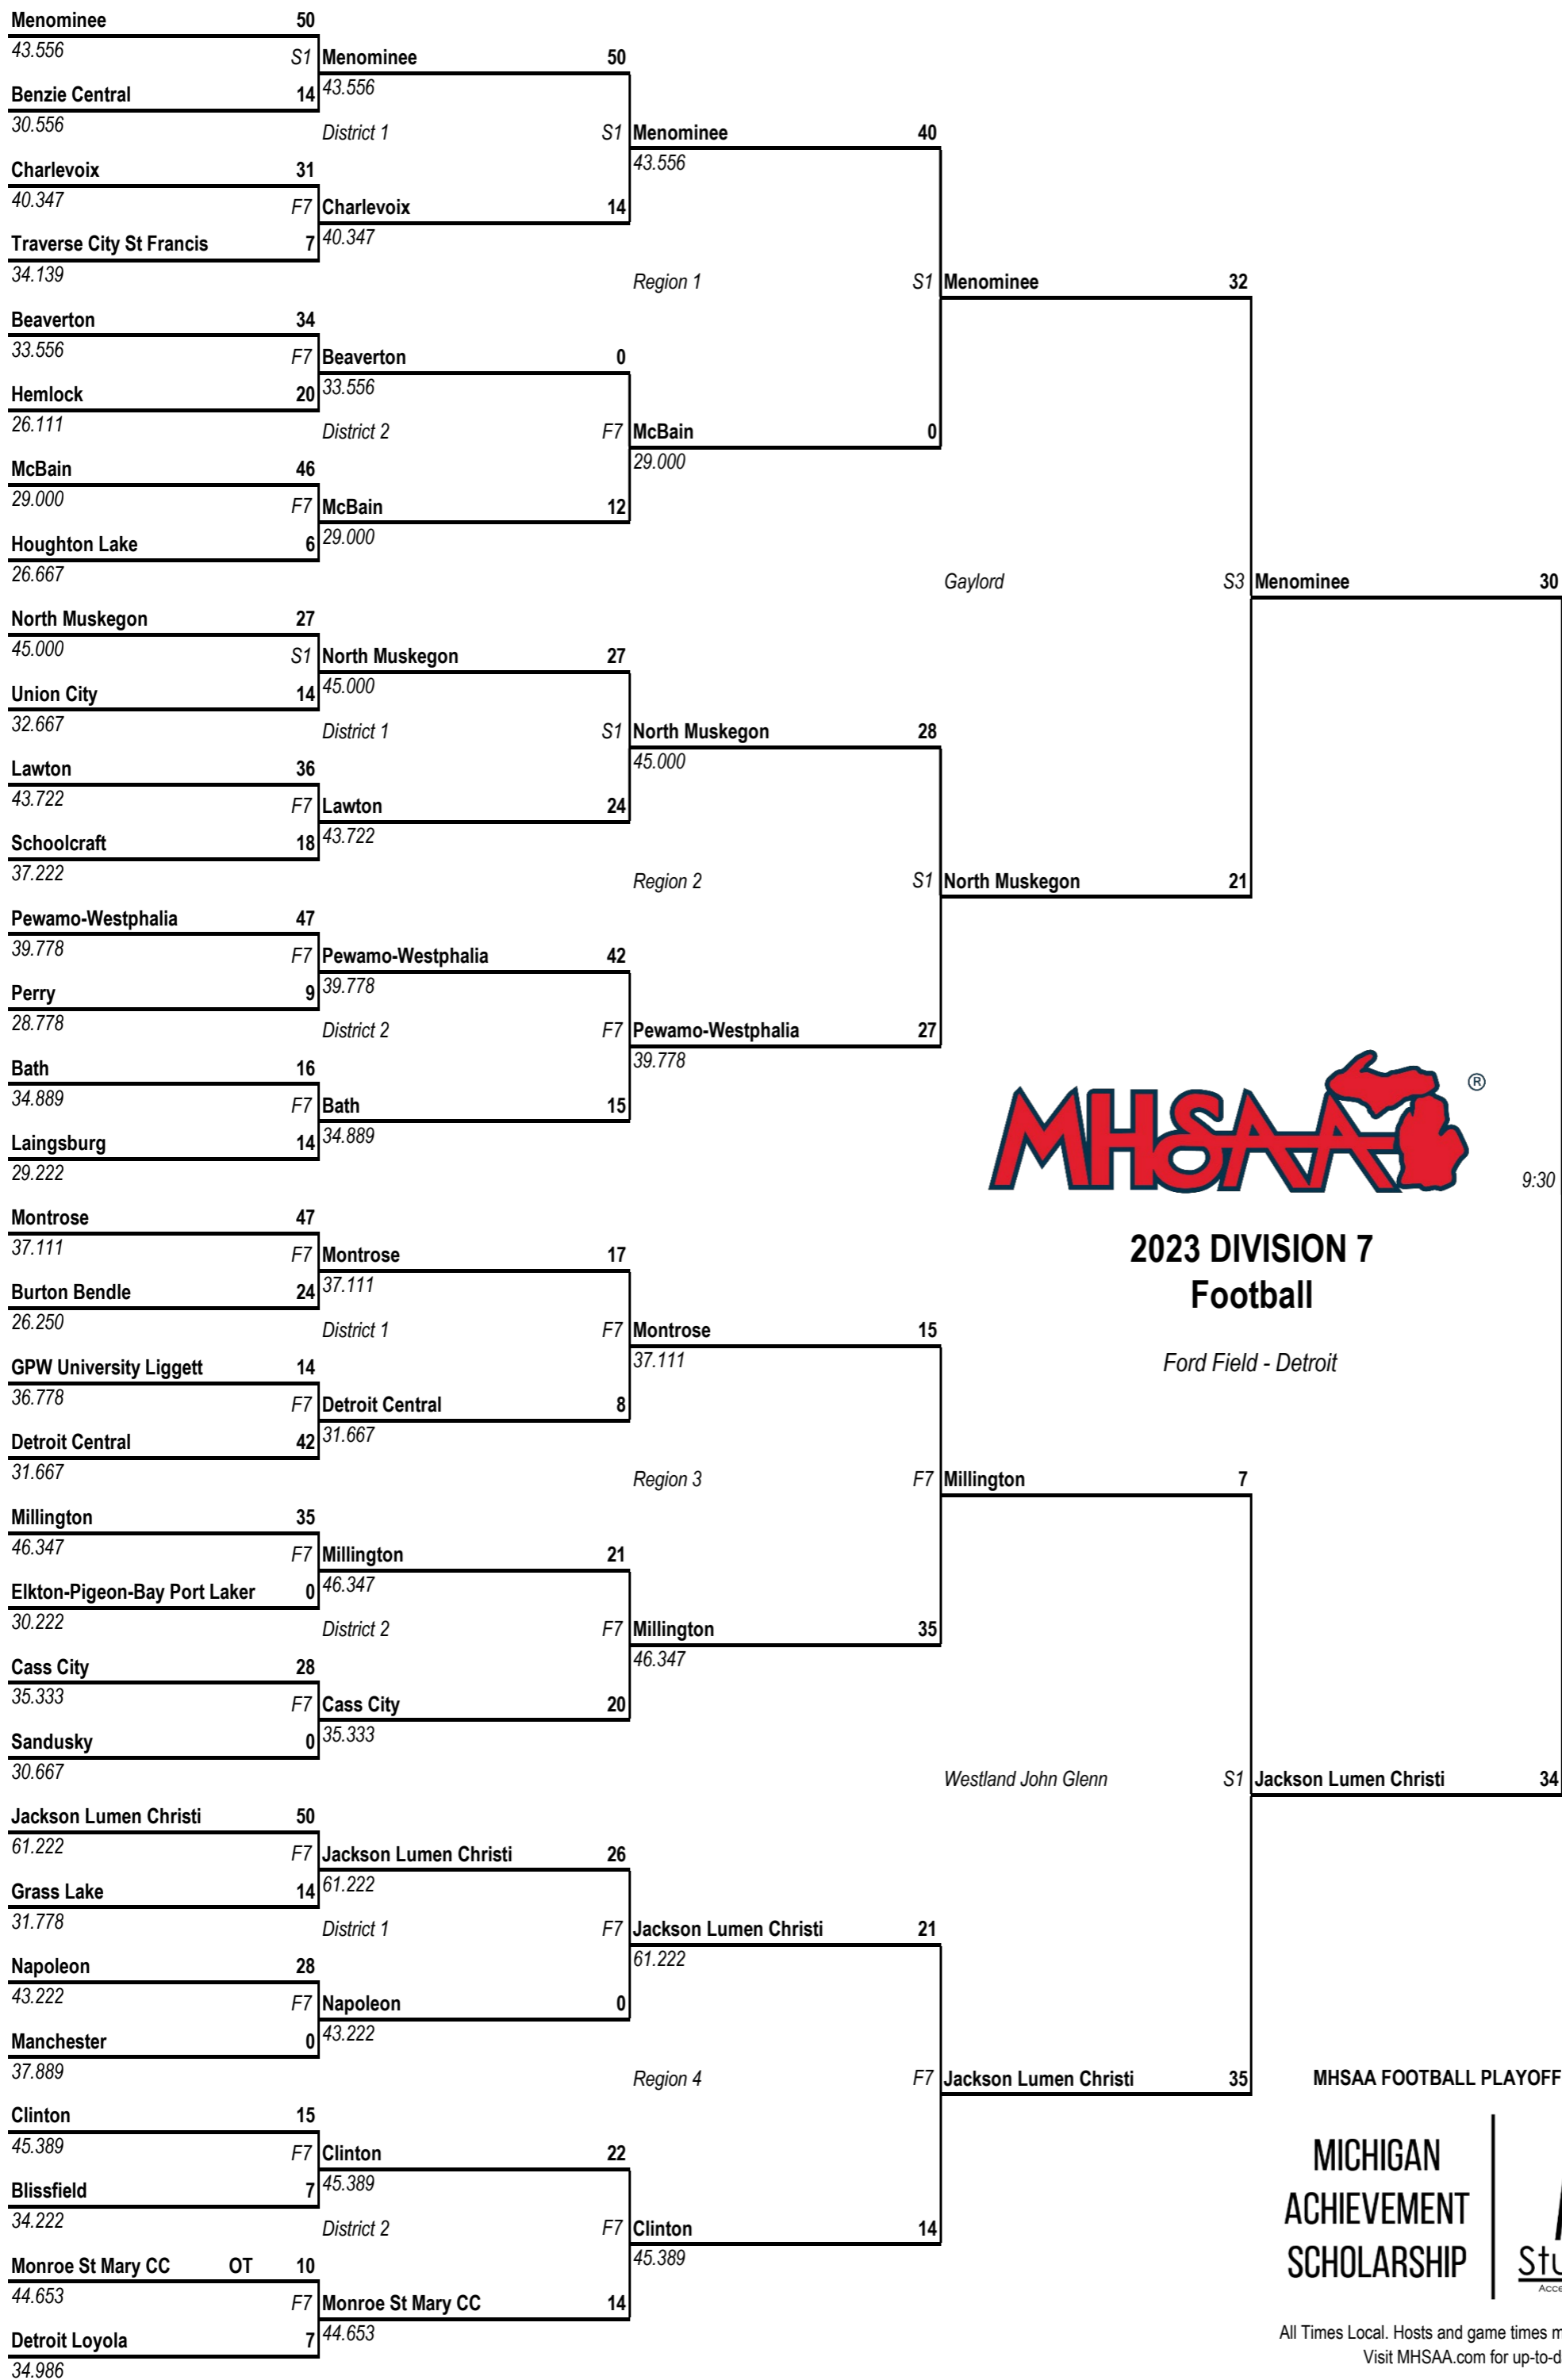 Menominee 50
43.556
S1
Benzie Central 14
30.556
Charlevoix 31
40.347
F7
Traverse City St Francis 7
34.139
Beaverton 34
33.556
F7
Hemlock 20
26.111
McBain 46
29.000
F7
Houghton Lake 6
26.667
North Muskegon 27
45.000
S1
Union City 14
32.667
Lawton 36
43.722
F7
Schoolcraft 18
37.222
Pewamo-Westphalia 47
39.778
F7
Perry 9
28.778
Bath 16
34.889
F7
Laingsburg 14
29.222
Montrose 47
37.111
F7
Burton Bendle 24
26.250
GPW University Liggett 14
36.778
F7
Detroit Central 42
31.667
Millington 35
46.347
F7
Elkton-Pigeon-Bay Port Laker 0
30.222
Cass City 28
35.333
F7
Sandusky 0
30.667
Jackson Lumen Christi 50
61.222
F7
Grass Lake 14
31.778
Napoleon 28
43.222
F7
Manchester 0
37.889
Clinton 15
45.389
F7
Blissfield 7
34.222
Monroe St Mary CC OT 10
44.653
F7
Detroit Loyola 7
34.986
Menominee 50
43.556
District 1 S1
Charlevoix 14
40.347
Beaverton 0
33.556
District 2 F7
McBain 12
29.000
North Muskegon 27
45.000
District 1 S1
Lawton 24
43.722
Pewamo-Westphalia 42
39.778
District 2 F7
Bath 15
34.889
Montrose 17
37.111
District 1 F7
Detroit Central 8
31.667
Millington 21
46.347
District 2 F7
Cass City 20
35.333
Jackson Lumen Christi 26
61.222
District 1 F7
Napoleon 0
43.222
Clinton 22
45.389
District 2 F7
Monroe St Mary CC 14
44.653
Menominee 40
43.556
Region 1 S1
McBain 0
29.000
North Muskegon 28
45.000
Region 2 S1
Pewamo-Westphalia 27
39.778
Montrose 15
37.111
Region 3 F7
Millington 35
46.347
Jackson Lumen Christi 21
61.222
Region 4 F7
Clinton 14
45.389
Menominee 32
Gaylord S3
North Muskegon 21
Millington 7
Westland John Glenn S1
Jackson Lumen Christi 35
Menominee 30
9:30
Jackson Lumen Christi 34
MHSAA ®
2023 DIVISION 7
Football
Ford Field - Detroit
MHSAA FOOTBALL PLAYOFF
MICHIGAN
ACHIEVEMENT
SCHOLARSHIP
All Times Local. Hosts and game times
Visit MHSAA.com for